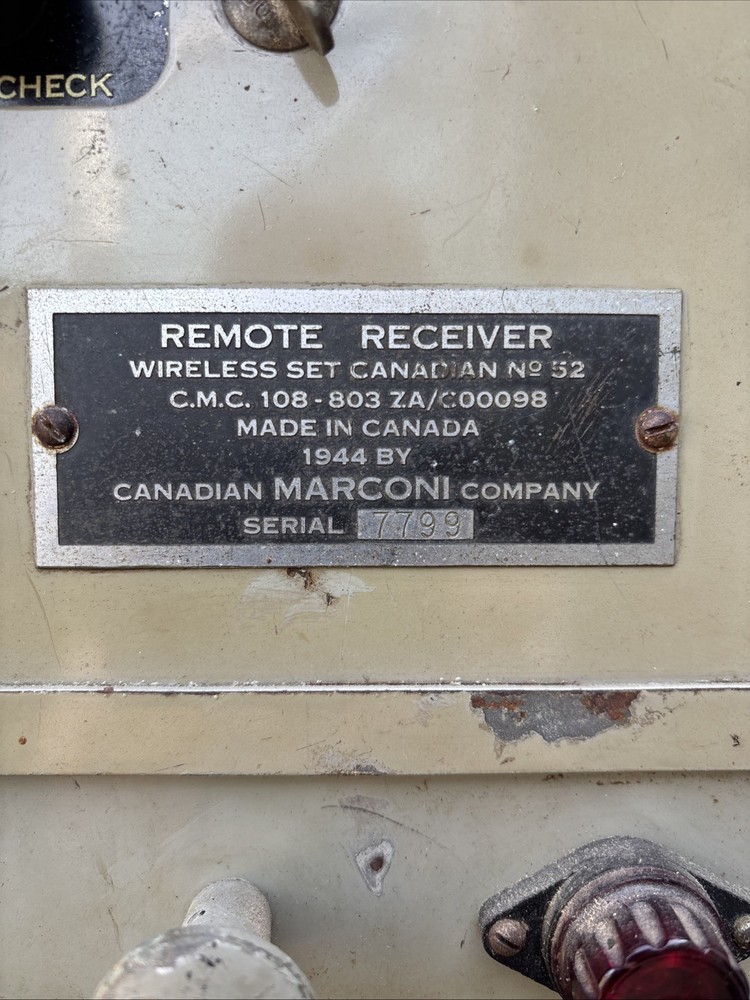 CHECK
REMOTE RECEIVER
WIRELESS SET CANADIAN Nº 52
C.M.C. 108-803 ZA/C00098
MADE IN CANADA
1944 BY
CANADIAN MARCONI COMPANY
SERIAL 7799